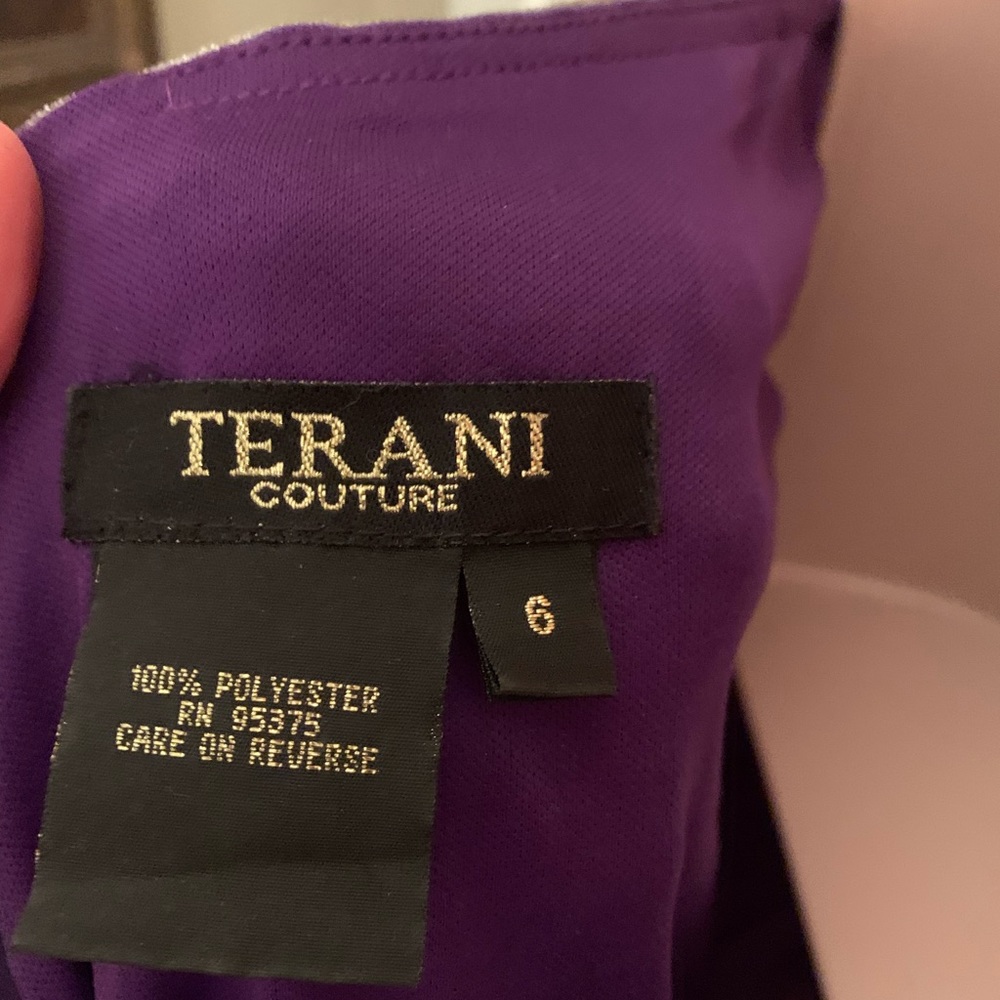 TERANI
COUTURE
6
100% POLYESTER
RN 95375
CARE ON REVERSE